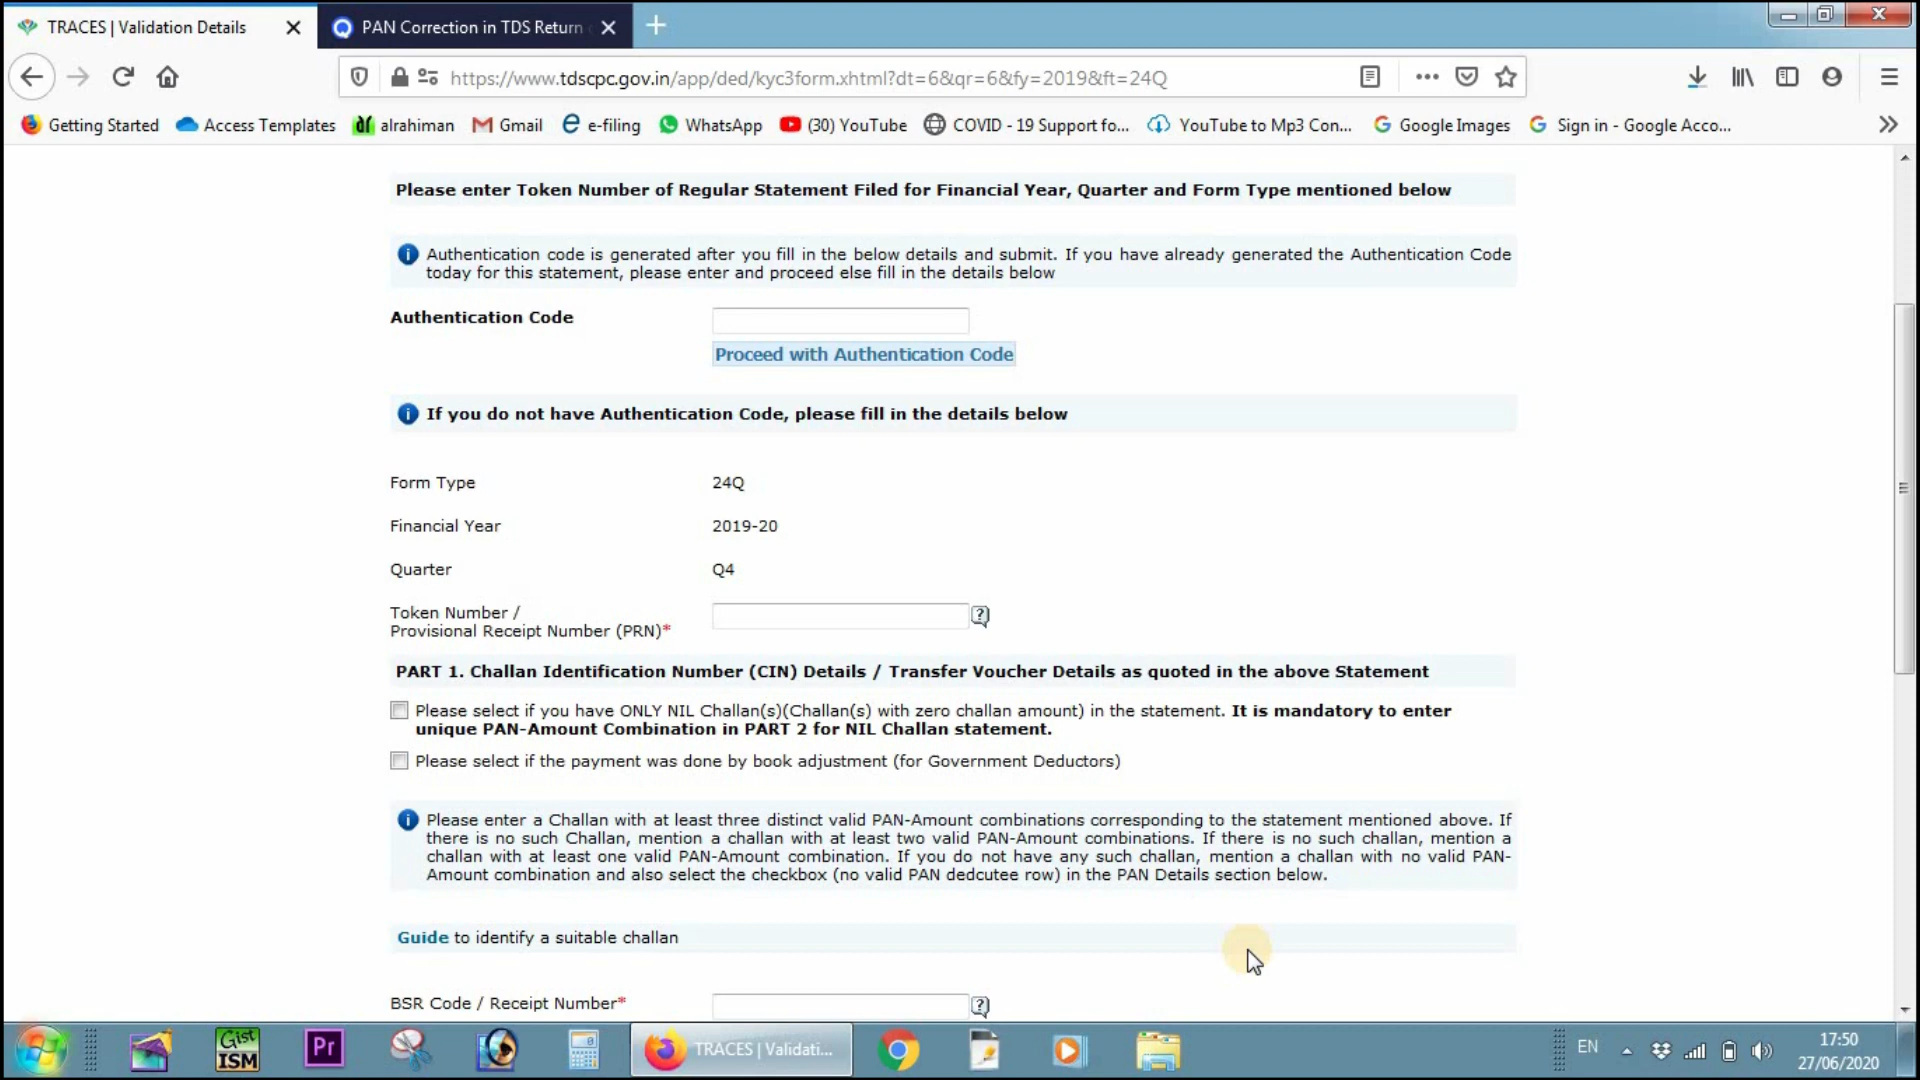 TRACES | Validation Details
PAN Correction in TDS Return
https://www.tdscpc.gov.in/app/ded/kyc3form.xhtml?dt=6&qr=6&fy=2019&ft=24Q
Getting Started Access Templates alrahiman Gmail e-filing WhatsApp (30) YouTube COVID - 19 Support fo... YouTube to Mp3 Con... Google Images Sign in - Google Acco...
Please enter Token Number of Regular Statement Filed for Financial Year, Quarter and Form Type mentioned below
Authentication code is generated after you fill in the below details and submit. If you have already generated the Authentication Code
today for this statement, please enter and proceed else fill in the details below
Authentication Code
Proceed with Authentication Code
If you do not have Authentication Code, please fill in the details below
Form Type 24Q
Financial Year 2019-20
Quarter Q4
Token Number /
Provisional Receipt Number (PRN)*
PART 1. Challan Identification Number (CIN) Details / Transfer Voucher Details as quoted in the above Statement
Please select if you have ONLY NIL Challan(s)(Challan(s) with zero challan amount) in the statement. It is mandatory to enter
unique PAN-Amount Combination in PART 2 for NIL Challan statement.
Please select if the payment was done by book adjustment (for Government Deductors)
Please enter a Challan with at least three distinct valid PAN-Amount combinations corresponding to the statement mentioned above. If
there is no such Challan, mention a challan with at least two valid PAN-Amount combinations. If there is no such challan, mention a
challan with at least one valid PAN-Amount combination. If you do not have any such challan, mention a challan with no valid PAN-
Amount combination and also select the checkbox (no valid PAN dedcutee row) in the PAN Details section below.
Guide to identify a suitable challan
BSR Code / Receipt Number*
Gist
ISM
Pr
TRACES | Validati...
EN
17:50
27/06/2020